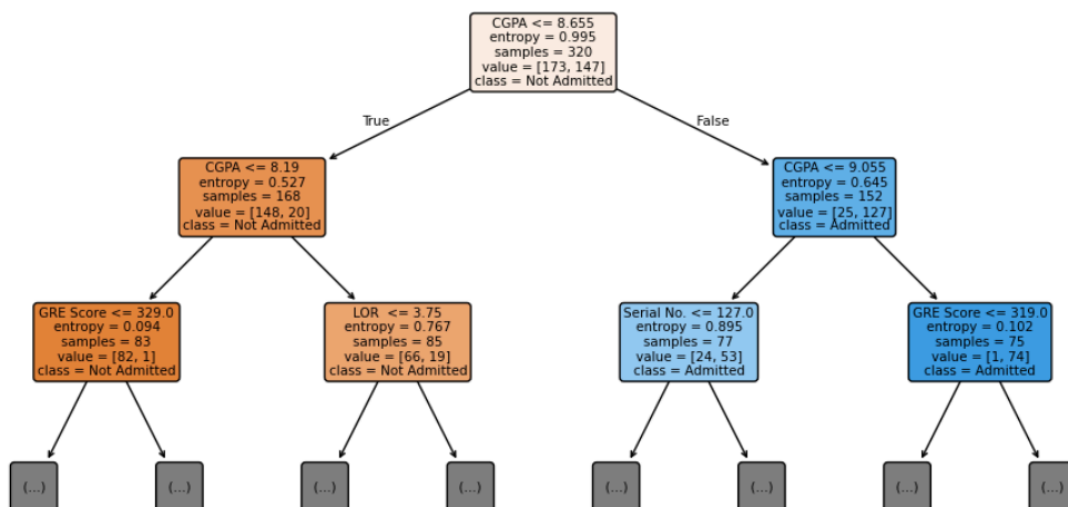 CGPA <= 8.655
entropy = 0.995
samples = 320
value = [173, 147]
class = Not Admitted
True
False
CGPA <= 8.19
entropy = 0.527
samples = 168
value = [148, 20]
class = Not Admitted
CGPA <= 9.055
entropy = 0.645
samples = 152
value = [25, 127]
class = Admitted
GRE Score <= 329.0
entropy = 0.094
samples = 83
value = [82, 1]
class = Not Admitted
LOR  <= 3.75
entropy = 0.767
samples = 85
value = [66, 19]
class = Not Admitted
Serial No. <= 127.0
entropy = 0.895
samples = 77
value = [24, 53]
class = Admitted
GRE Score <= 319.0
entropy = 0.102
samples = 75
value = [1, 74]
class = Admitted
(...)
(...)
(...)
(...)
(...)
(...)
(...)
(...)